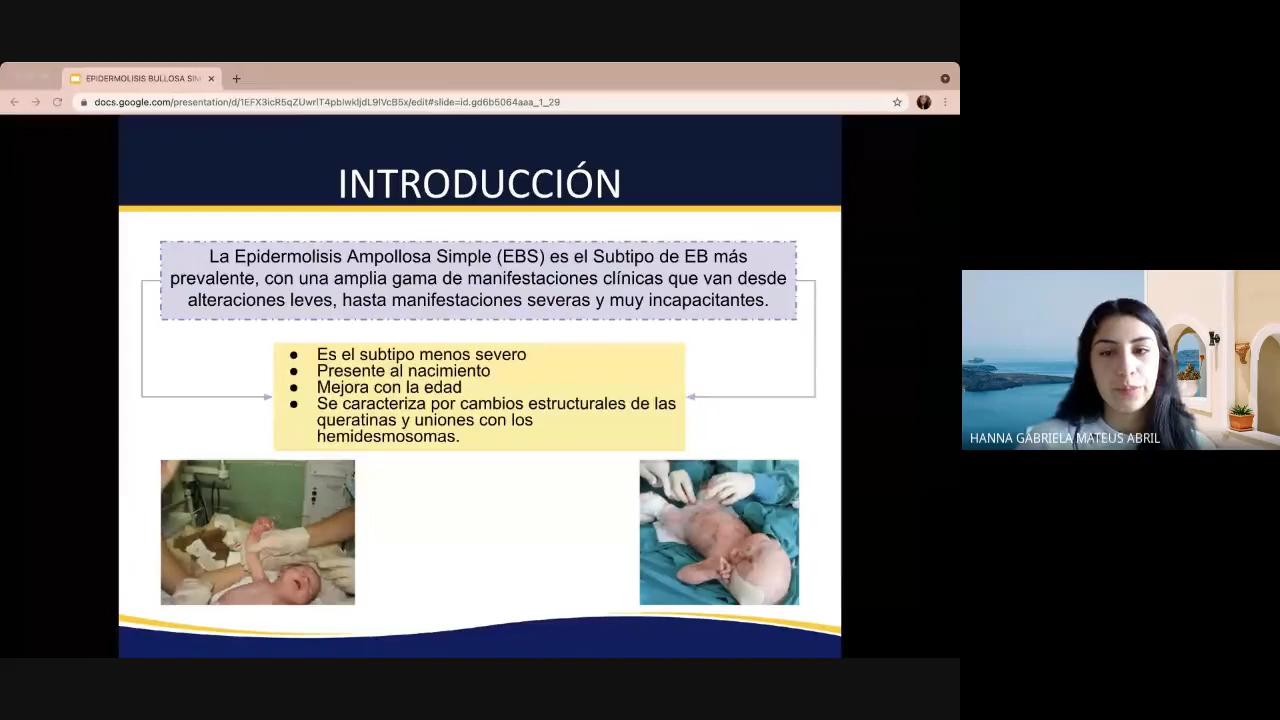 EPIDERMOLISIS BULLOSA SIM
docs.google.com/presentation/d/1EFX3icR5qZUwrlT4pblwkljdL9lVcB5x/edit#slide=id.gd6b5064aaa_1_29
INTRODUCCIÓN
La Epidermolisis Ampollosa Simple (EBS) es el Subtipo de EB más
prevalente, con una amplia gama de manifestaciones clínicas que van desde
alteraciones leves, hasta manifestaciones severas y muy incapacitantes.
● Es el subtipo menos severo
● Presente al nacimiento
● Mejora con la edad
● Se caracteriza por cambios estructurales de las
queratinas y uniones con los
hemidesmosomas.
HANNA GABRIELA MATEUS ABRIL